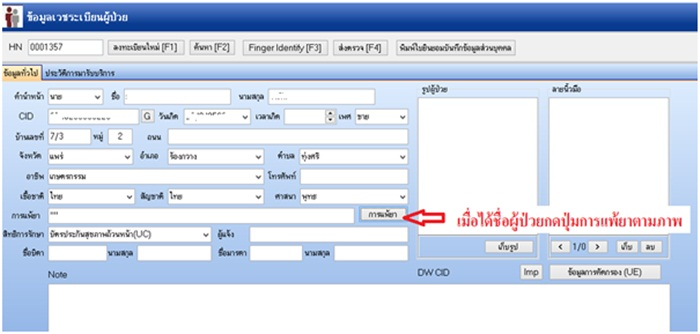 ข้อมูลเวชระเบียนผู้ป่วย
HN 0001357 ลงทะเบียนใหม่ [F1] ค้นหา [F2] Finger Identity [F3] ส่งตรวจ [F4] พิมพ์ใบยินยอมบันทึกข้อมูลส่วนบุคคล
ข้อมูลทั่วไป ประวัติการมารับบริการ
คำนำหน้า นาย ชื่อ นามสกุล รูปผู้ป่วย ลายนิ้วมือ
CID G วันเกิด เวลาเกิด เพศ ชาย
บ้านเลขที่ 7/3 หมู่ 2 ถนน
จังหวัด แพร่ อำเภอ ร้องกวาง ตำบล ทุ่งศรี
อาชีพ เกษตรกรรม โทรศัพท์
เชื้อชาติ ไทย สัญชาติ ไทย ศาสนา พุทธ
การแพ้ยา *** การแพ้ยา เมื่อได้ชื่อผู้ป่วยกดปุ่มการแพ้ยาตามภาพ
สิทธิการรักษา บัตรประกันสุขภาพถ้วนหน้า(UC) ผู้แจ้ง เก็บรูป < 1/0 > เก็บ ลบ
ชื่อบิดา นามสกุล ชื่อมารดา นามสกุล
Note DW CID Imp ข้อมูลการคัดกรอง (UE)